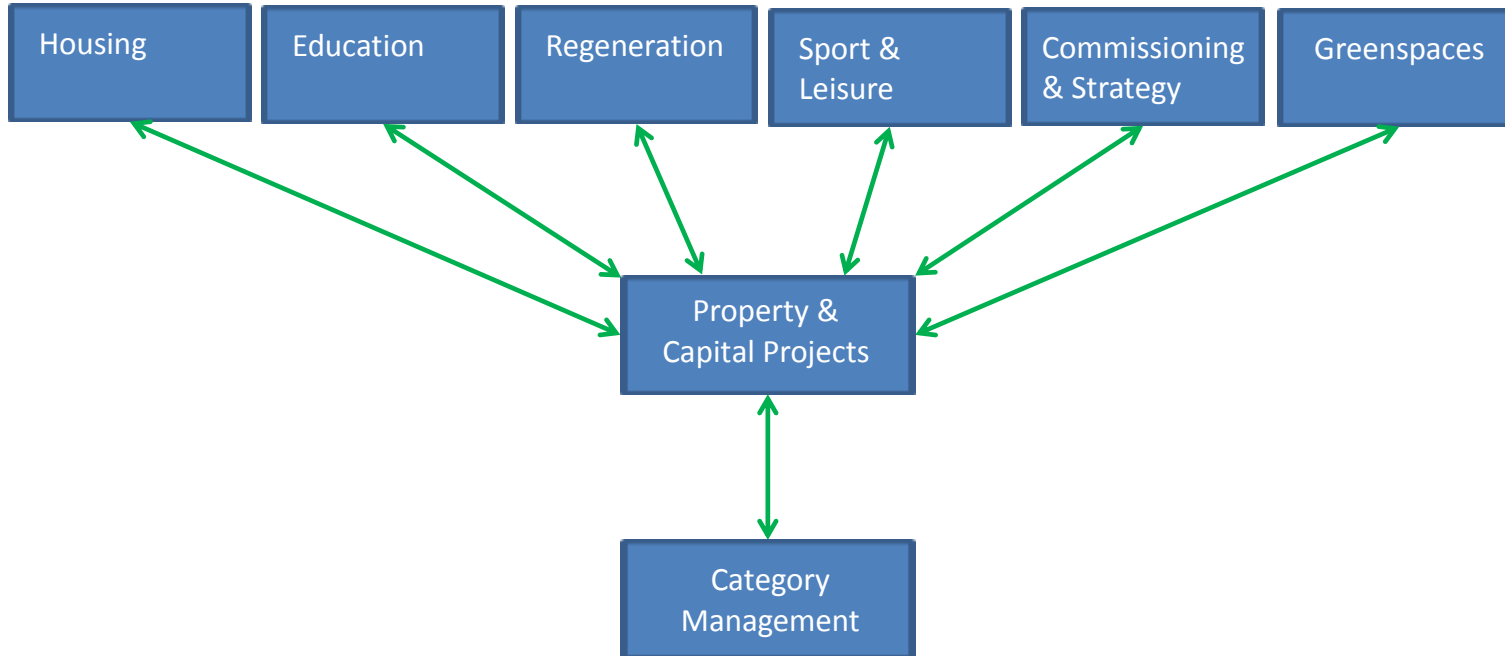 Housing
Education
Regeneration
Sport &
Leisure
Commissioning
& Strategy
Greenspaces
Property &
Capital Projects
Category
Management